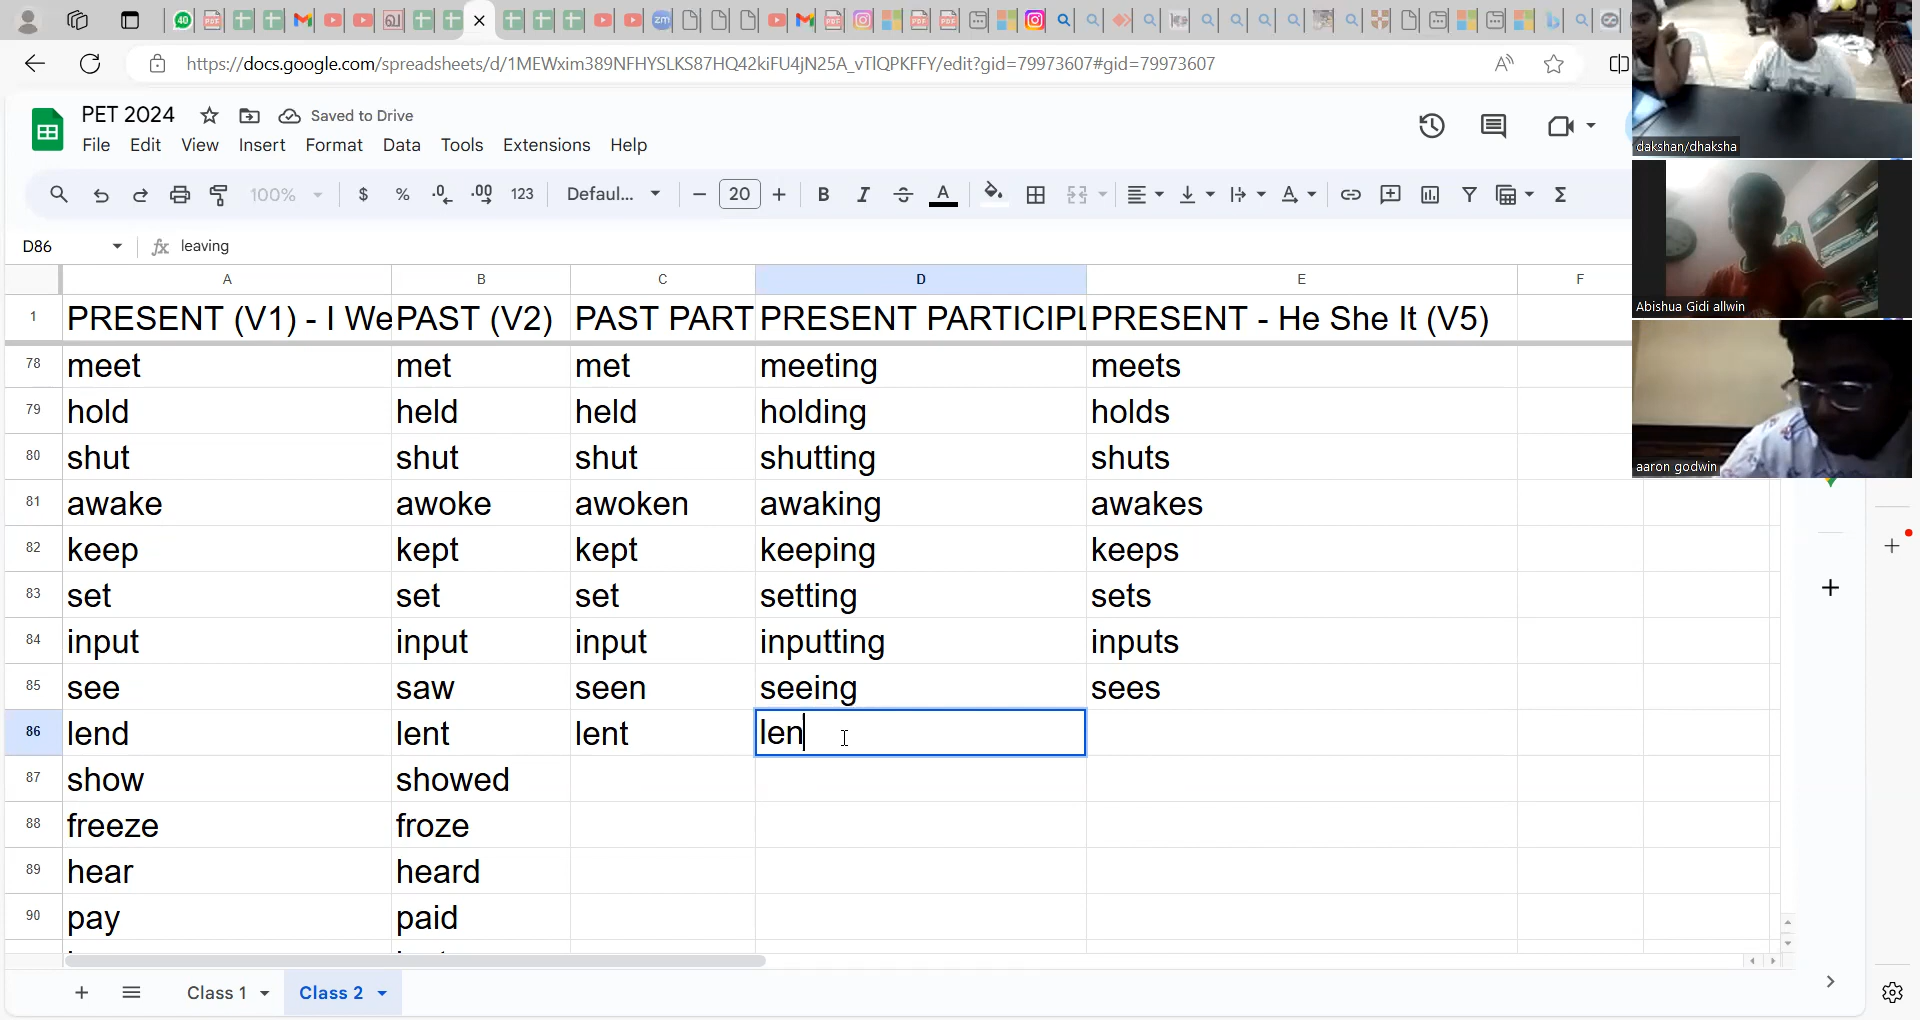 40
zm
https://docs.google.com/spreadsheets/d/1MEWxim389NFHYSLKS87HQ42kiFU4jN25A_vTlQPKFFY/edit?gid=79973607#gid=79973607
PET 2024 Saved to Drive
File Edit View Insert Format Data Tools Extensions Help
100% $ % .0 .00 123 Defaul... 20 B I A
D86 fx leaving
A B C D E F
1 PRESENT (V1) - I We PAST (V2) PAST PART PRESENT PARTICIPL PRESENT - He She It (V5)
78 meet met met meeting meets
79 hold held held holding holds
80 shut shut shut shutting shuts
81 awake awoke awoken awaking awakes
82 keep kept kept keeping keeps
83 set set set setting sets
84 input input input inputting inputs
85 see saw seen seeing sees
86 lend lent lent len
87 show showed
88 freeze froze
89 hear heard
90 pay paid
Class 1 Class 2
dakshan/dhaksha
Abishua Gidi allwin
aaron godwin